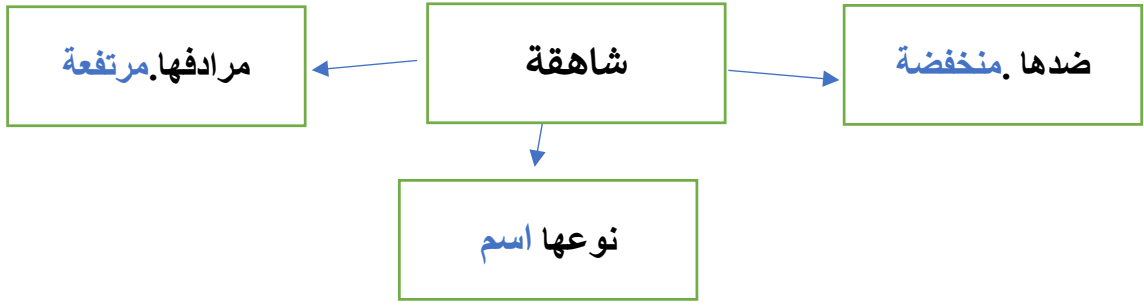 ضدها .منخفضة
شاهقة
مرادفها.مرتفعة
نوعها اسم